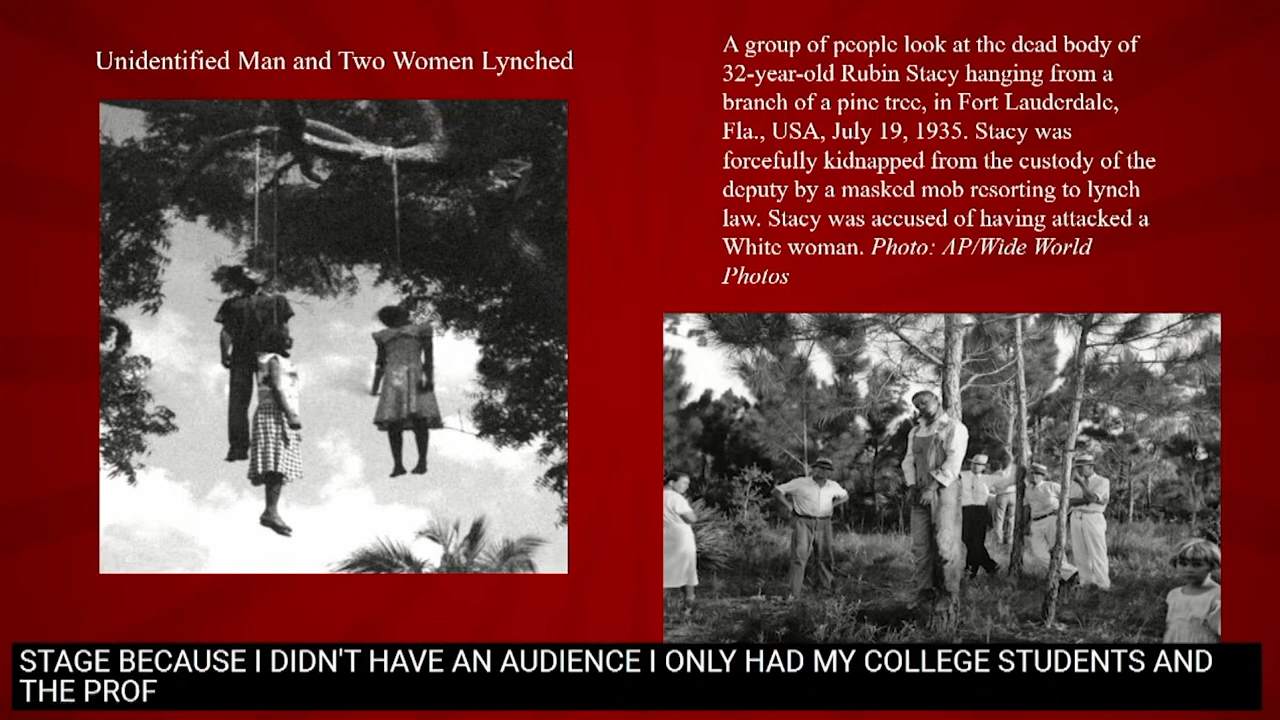 Unidentified Man and Two Women Lynched
A group of people look at the dead body of
32-year-old Rubin Stacy hanging from a
branch of a pine tree, in Fort Lauderdale,
Fla., USA, July 19, 1935. Stacy was
forcefully kidnapped from the custody of the
deputy by a masked mob resorting to lynch
law. Stacy was accused of having attacked a
White woman. Photo: AP/Wide World
Photos
STAGE BECAUSE I DIDN'T HAVE AN AUDIENCE I ONLY HAD MY COLLEGE STUDENTS AND
THE PROF